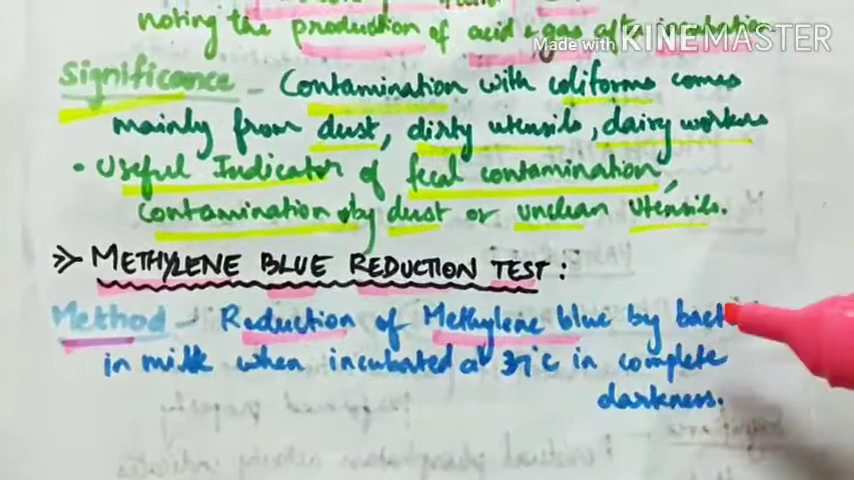 noting the production of acid & gas aft incubation
Made with KINEMASTER
Significance - Contamination with coliforms comes
mainly from dust, dirty utensils, dairy workers
• Useful Indicator of fecal contamination,
contamination by dust or unclean utensils.
>> METHYLENE BLUE REDUCTION TEST :
Method - Reduction of Methylene blue by bact
in milk when incubated at 37°C in complete
darkness.